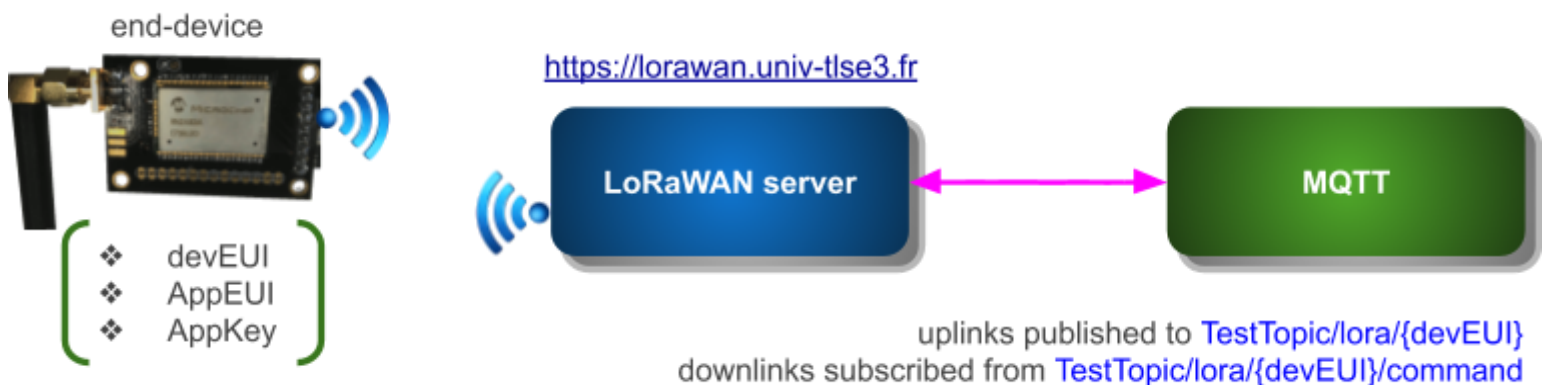 end-device
https://lorawan.univ-tlse3.fr
MICROCHIP
LoRaWAN server
MQTT
❖ devEUI
❖ AppEUI
❖ AppKey
uplinks published to TestTopic/lora/{devEUI}
downlinks subscribed from TestTopic/lora/{devEUI}/command